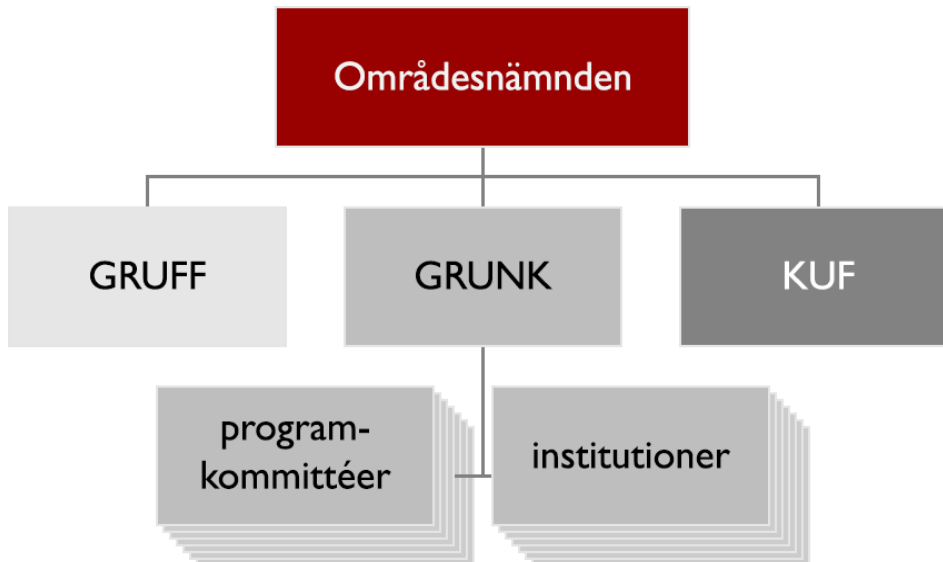 Områdesnämnden
GRUFF
GRUNK
KUF
program-
kommittéer
institutioner